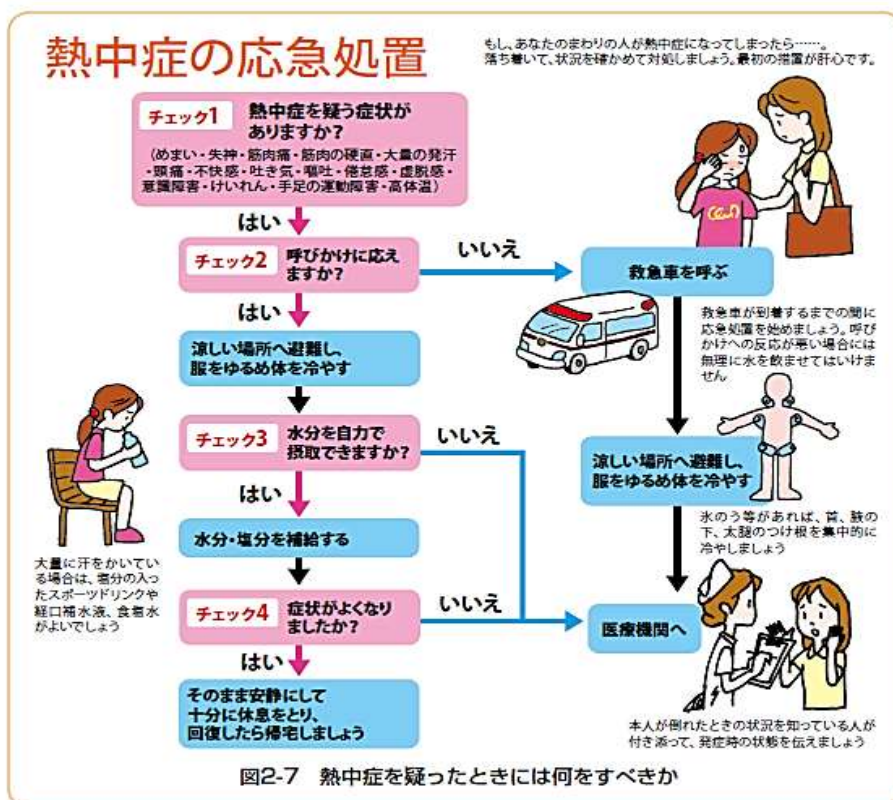 熱中症の応急処置
もし、あなたのまわりの人が熱中症になってしまったら……。
落ち着いて、状況を確かめて対処しましょう。最初の措置が肝心です。
チェック1
熱中症を疑う症状が
ありますか？
（めまい・失神・筋肉痛・筋肉の硬直・大量の発汗
・頭痛・不快感・吐き気・嘔吐・倦怠感・虚脱感・
意識障害・けいれん・手足の運動障害・高体温）
はい
チェック2
呼びかけに応え
ますか？
いいえ
救急車を呼ぶ
はい
救急車が到着するまでの間に
応急処置を始めましょう。呼び
かけへの反応が悪い場合には
無理に水を飲ませてはいけま
せん
涼しい場所へ避難し、
服をゆるめ体を冷やす
チェック3
水分を自力で
摂取できますか？
いいえ
涼しい場所へ避難し、
服をゆるめ体を冷やす
はい
氷のう等があれば、首、腋の
下、太腿のつけ根を集中的に
冷やしましょう
水分・塩分を補給する
大量に汗をかいてい
る場合は、塩分の入っ
たスポーツドリンクや
経口補水液、食塩水
がよいでしょう
チェック4
症状がよくなり
ましたか？
いいえ
医療機関へ
はい
そのまま安静にして
十分に休息をとり、
回復したら帰宅しましょう
本人が倒れたときの状況を知っている人が
付き添って、発症時の状態を伝えましょう
図2-7 熱中症を疑ったときには何をすべきか